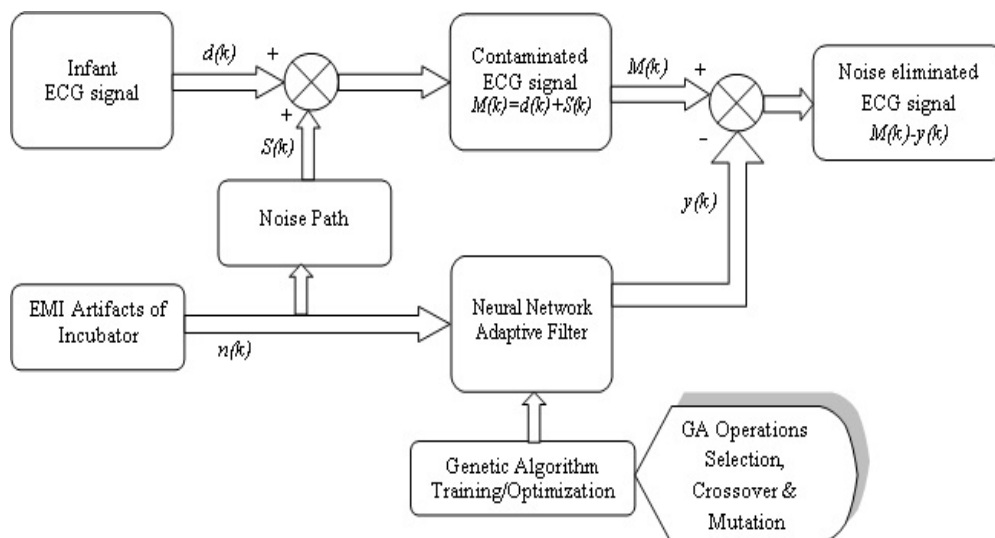 Infant
ECG signal
d(k)
+
+
S(k)
Contaminated
ECG signal
M(k)=d(k)+S(k)
M(k)
+
-
y(k)
Noise eliminated
ECG signal
M(k)-y(k)
Noise Path
EMI Artifacts of
Incubator
n(k)
Neural Network
Adaptive Filter
Genetic Algorithm
Training/Optimization
GA Operations
Selection,
Crossover &
Mutation